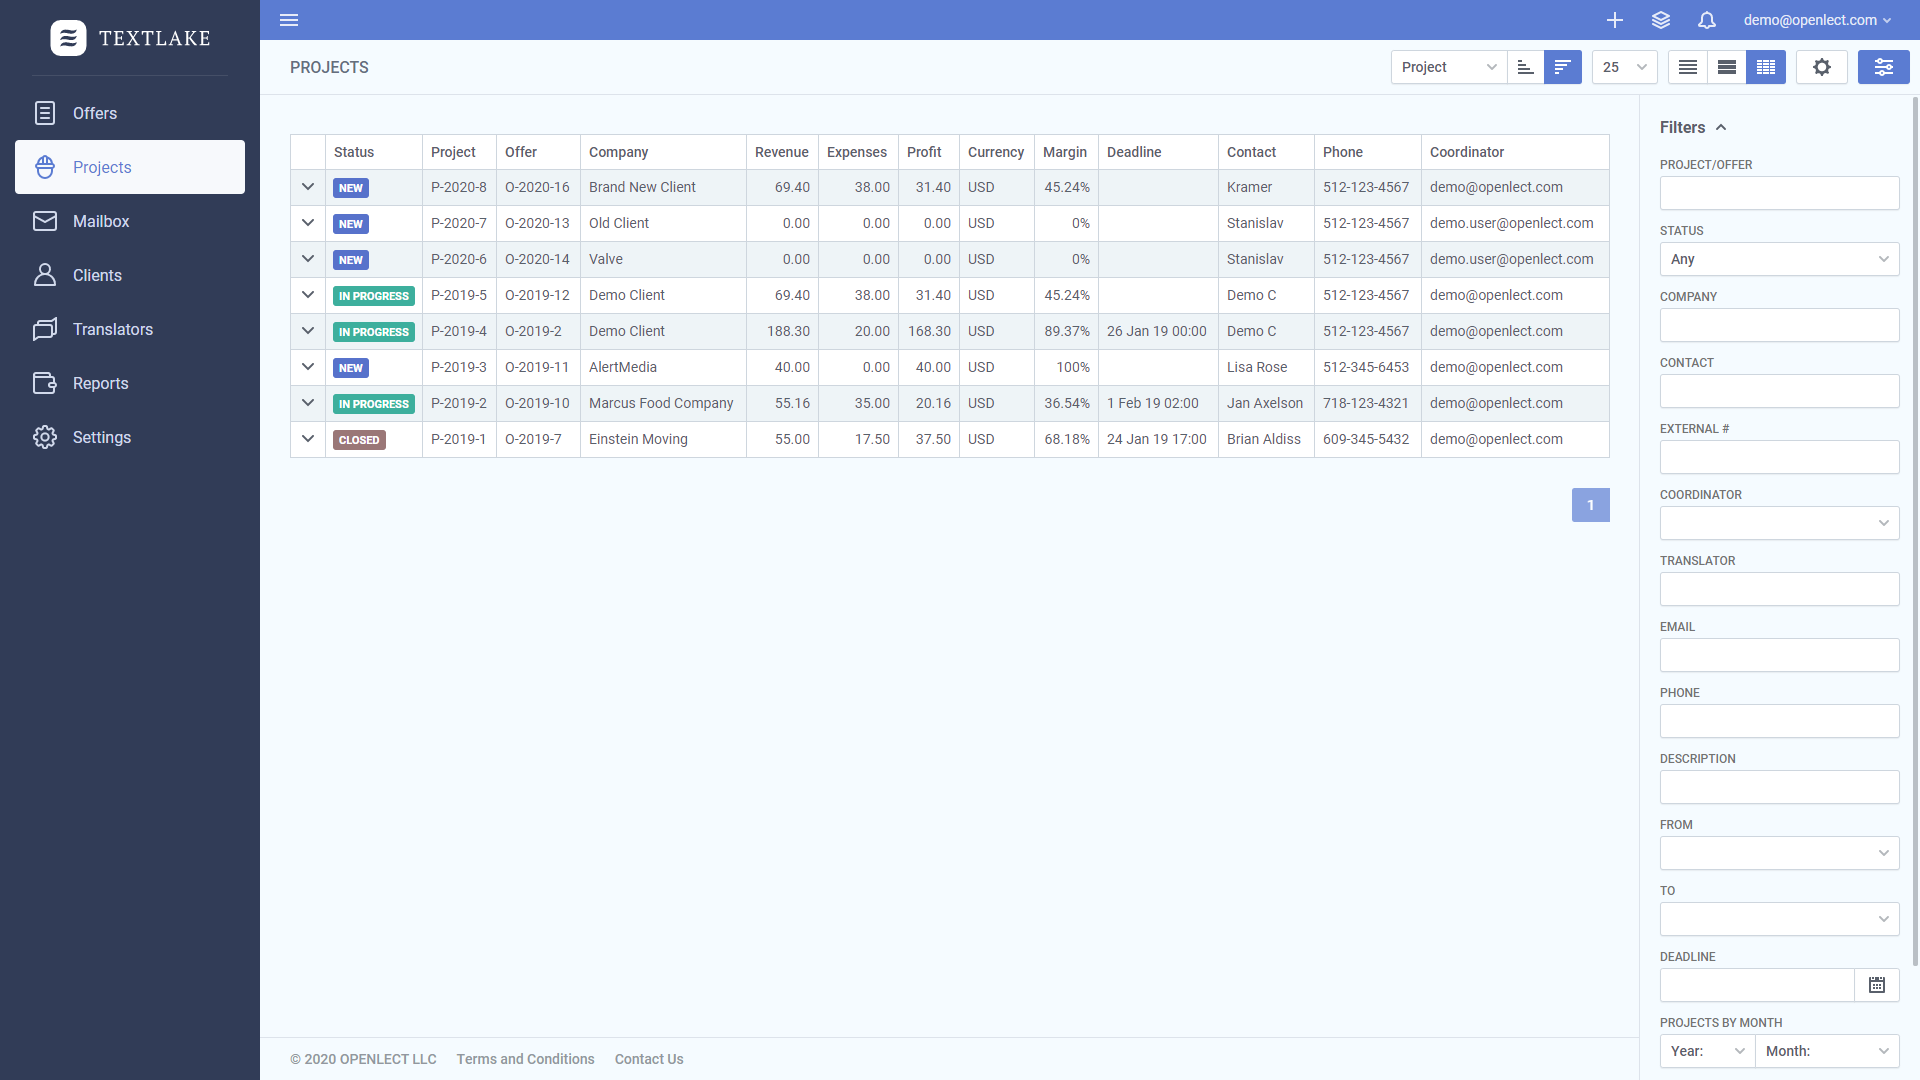 TEXTLAKE
demo@openlect.com
PROJECTS
Project
25
Offers
Projects
Mailbox
Clients
Translators
Reports
Settings
Status Project Offer Company Revenue Expenses Profit Currency Margin Deadline Contact Phone Coordinator
NEW P-2020-8 O-2020-16 Brand New Client 69.40 38.00 31.40 USD 45.24% Kramer 512-123-4567 demo@openlect.com
NEW P-2020-7 O-2020-13 Old Client 0.00 0.00 0.00 USD 0% Stanislav 512-123-4567 demo.user@openlect.com
NEW P-2020-6 O-2020-14 Valve 0.00 0.00 0.00 USD 0% Stanislav 512-123-4567 demo.user@openlect.com
IN PROGRESS P-2019-5 O-2019-12 Demo Client 69.40 38.00 31.40 USD 45.24% Demo C 512-123-4567 demo@openlect.com
IN PROGRESS P-2019-4 O-2019-2 Demo Client 188.30 20.00 168.30 USD 89.37% 26 Jan 19 00:00 Demo C 512-123-4567 demo@openlect.com
NEW P-2019-3 O-2019-11 AlertMedia 40.00 0.00 40.00 USD 100% Lisa Rose 512-345-6453 demo@openlect.com
IN PROGRESS P-2019-2 O-2019-10 Marcus Food Company 55.16 35.00 20.16 USD 36.54% 1 Feb 19 02:00 Jan Axelson 718-123-4321 demo@openlect.com
CLOSED P-2019-1 O-2019-7 Einstein Moving 55.00 17.50 37.50 USD 68.18% 24 Jan 19 17:00 Brian Aldiss 609-345-5432 demo@openlect.com
1
Filters
PROJECT/OFFER
STATUS
Any
COMPANY
CONTACT
EXTERNAL #
COORDINATOR
TRANSLATOR
EMAIL
PHONE
DESCRIPTION
FROM
TO
DEADLINE
PROJECTS BY MONTH
Year: Month:
© 2020 OPENLECT LLC Terms and Conditions Contact Us